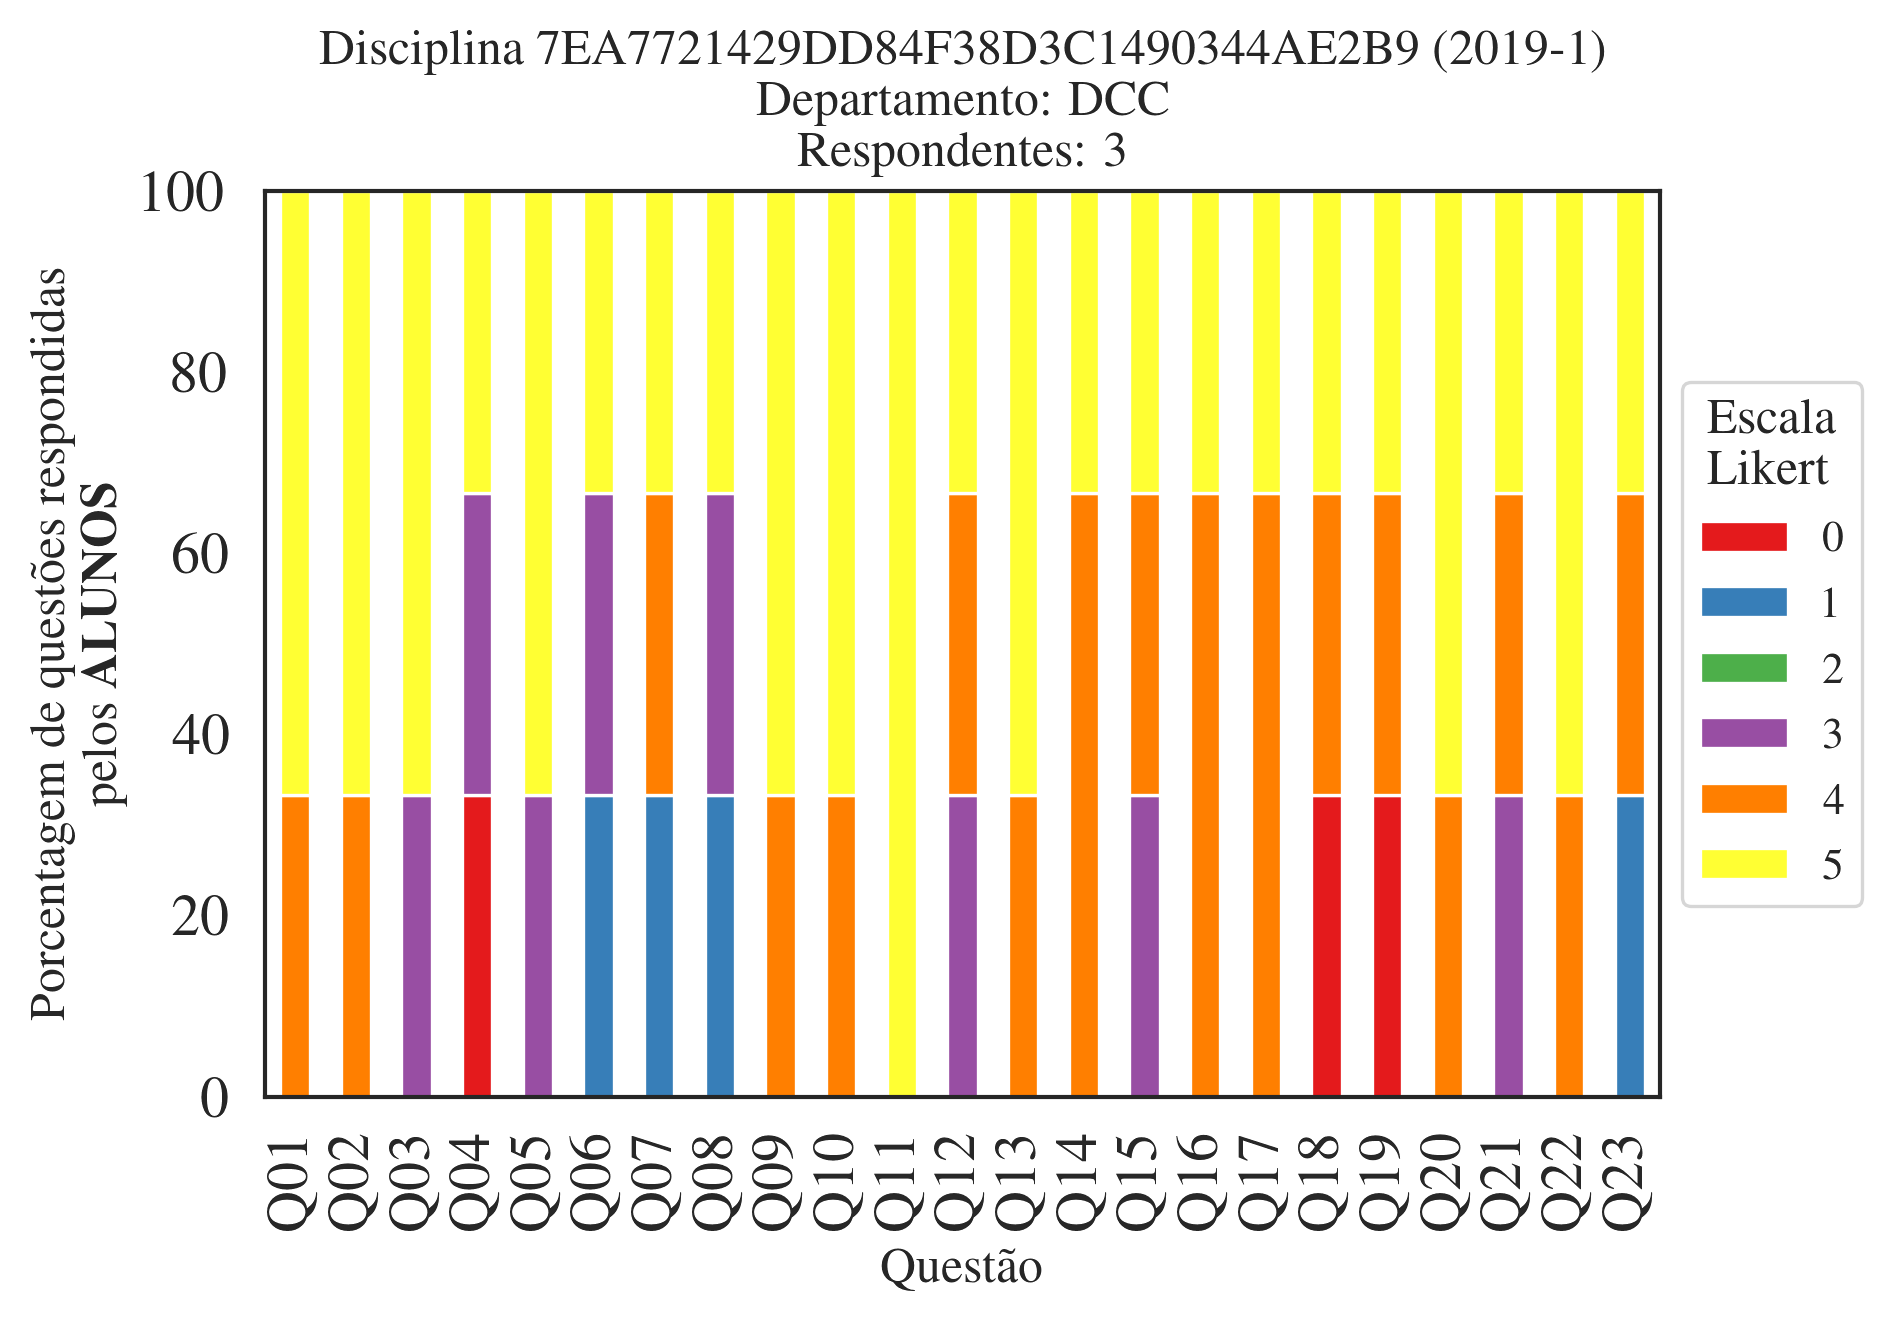 Disciplina 7EA7721429DD84F38D3C1490344AE2B9 (2019-1)
Departamento: DCC
Respondentes: 3
Porcentagem de questões respondidas
pelos ALUNOS
100
80
60
40
20
0
Q01
Q02
Q03
Q04
Q05
Q06
Q07
Q08
Q09
Q10
Q11
Q12
Q13
Q14
Q15
Q16
Q17
Q18
Q19
Q20
Q21
Q22
Q23
Questão
Escala
Likert
0
1
2
3
4
5